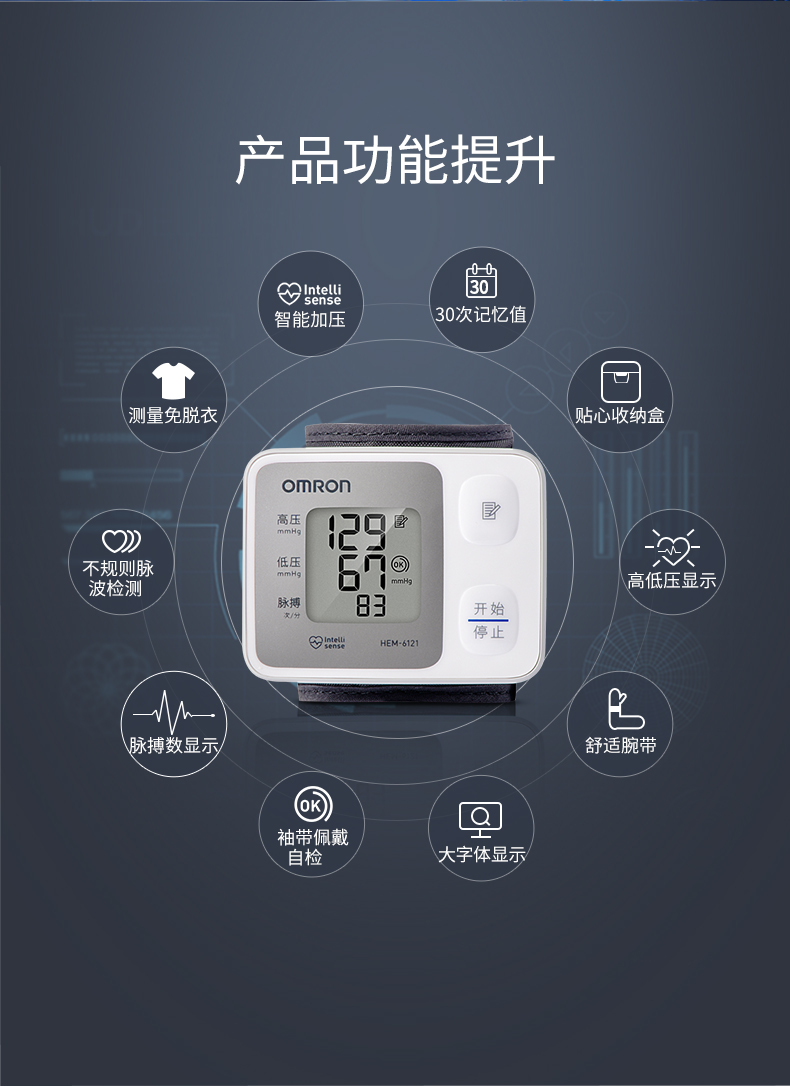 产品功能提升
Intelli
sense
智能加压
30
30次记忆值
测量免脱衣
贴心收纳盒
不规则脉
波检测
高低压显示
脉搏数显示
舒适腕带
OK
袖带佩戴
自检
大字体显示
OMRON
高压
mmHg
129
低压
mmHg
67
OK
mmHg
脉搏
次/分
83
Intelli
sense
HEM-6121
开始
停止